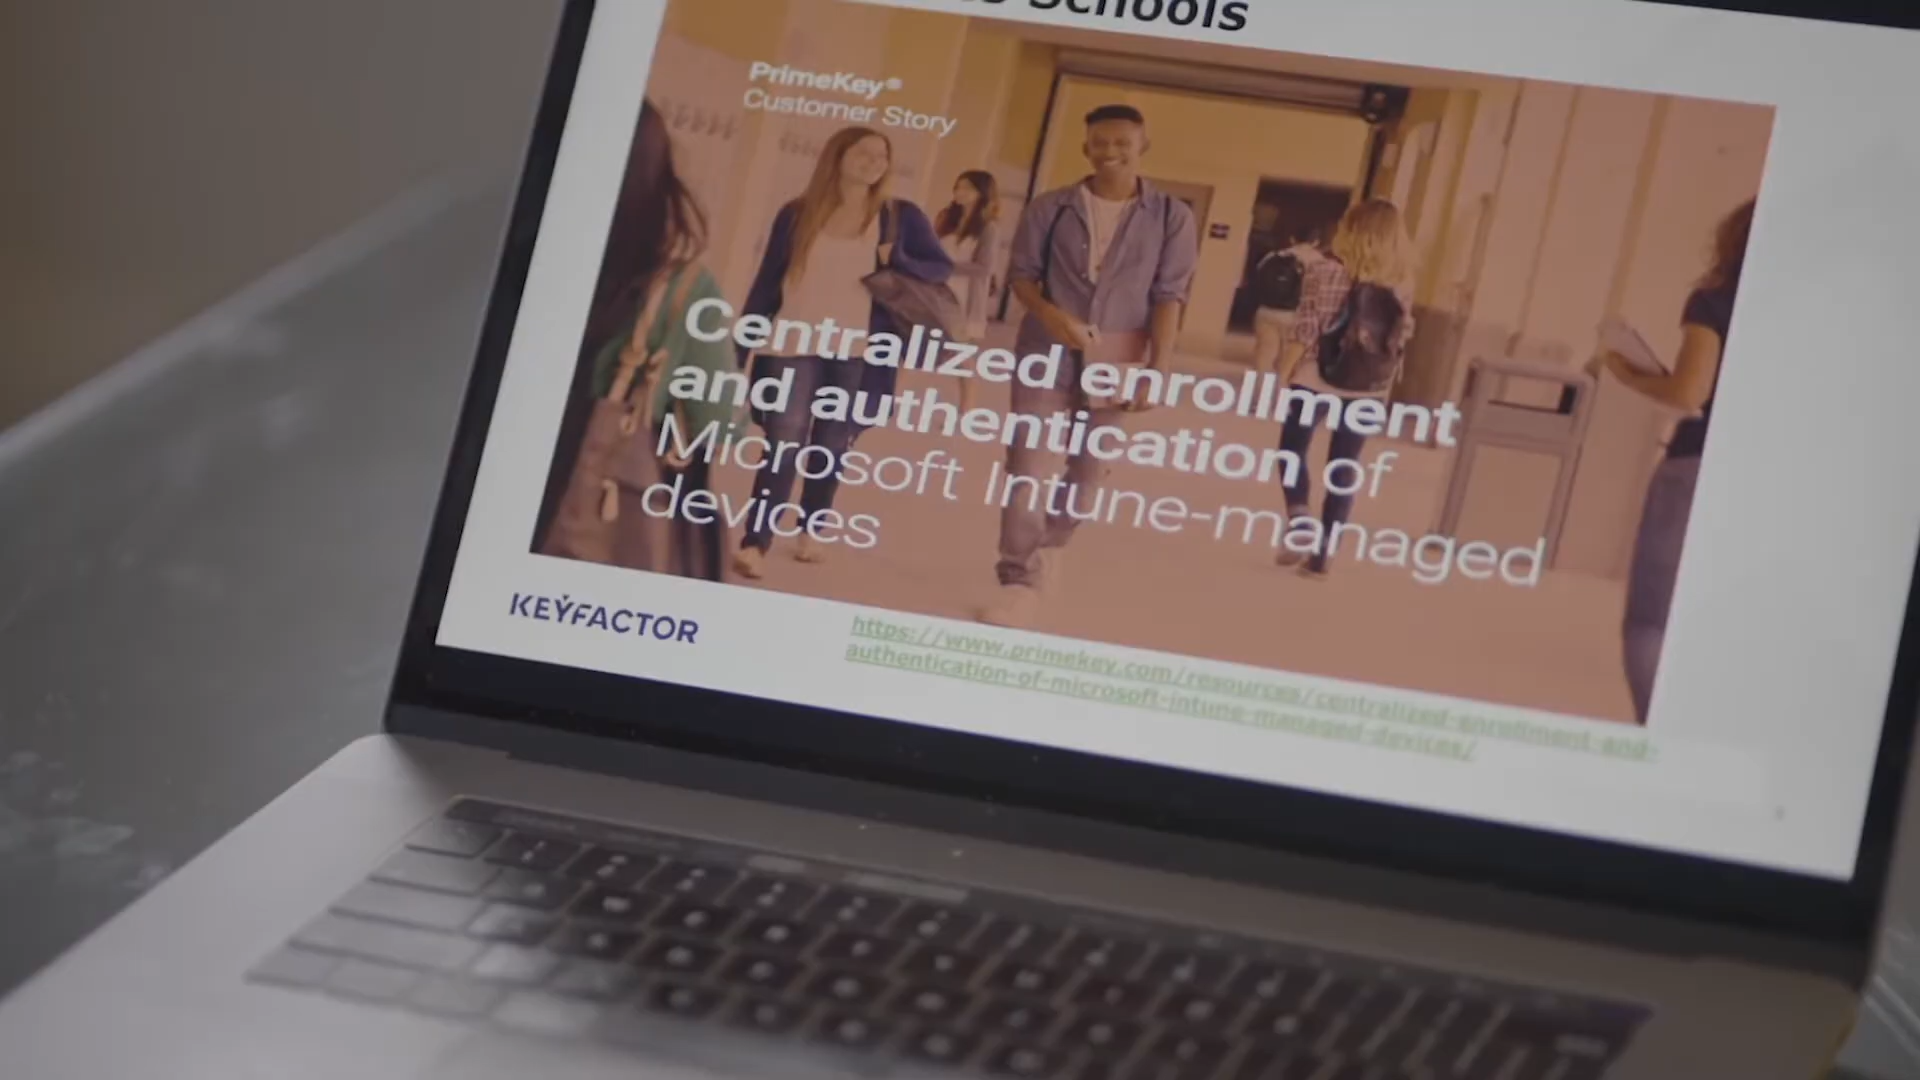 Schools
PrimeKey®
Customer Story
Centralized enrollment
and authentication of
Microsoft Intune-managed
devices
KEYFACTOR
https://www.primekey.com/resources/centralized-enrollment-and-
authentication-of-microsoft-intune-managed-devices/